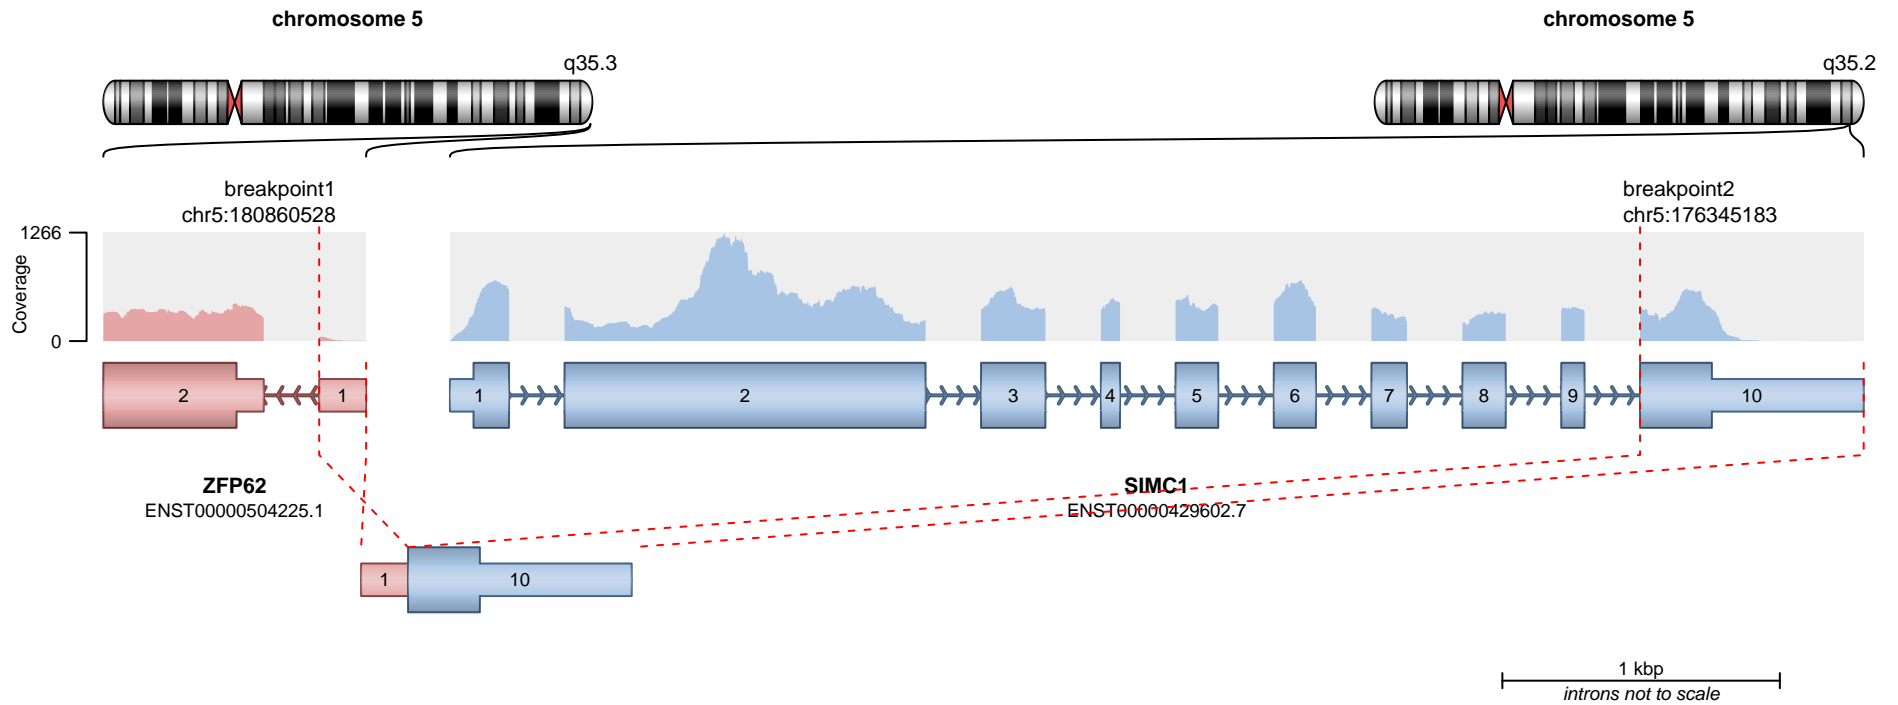 chromosome 5
chromosome 5
q35.3
q35.2
breakpoint1
chr5:180860528
breakpoint2
chr5:176345183
1266
Coverage
0
2
1
1
2
3
4
5
6
7
8
9
10
ZFP62
ENST00000504225.1
SIMC1
ENST00000429602.7
1
10
1 kbp
introns not to scale